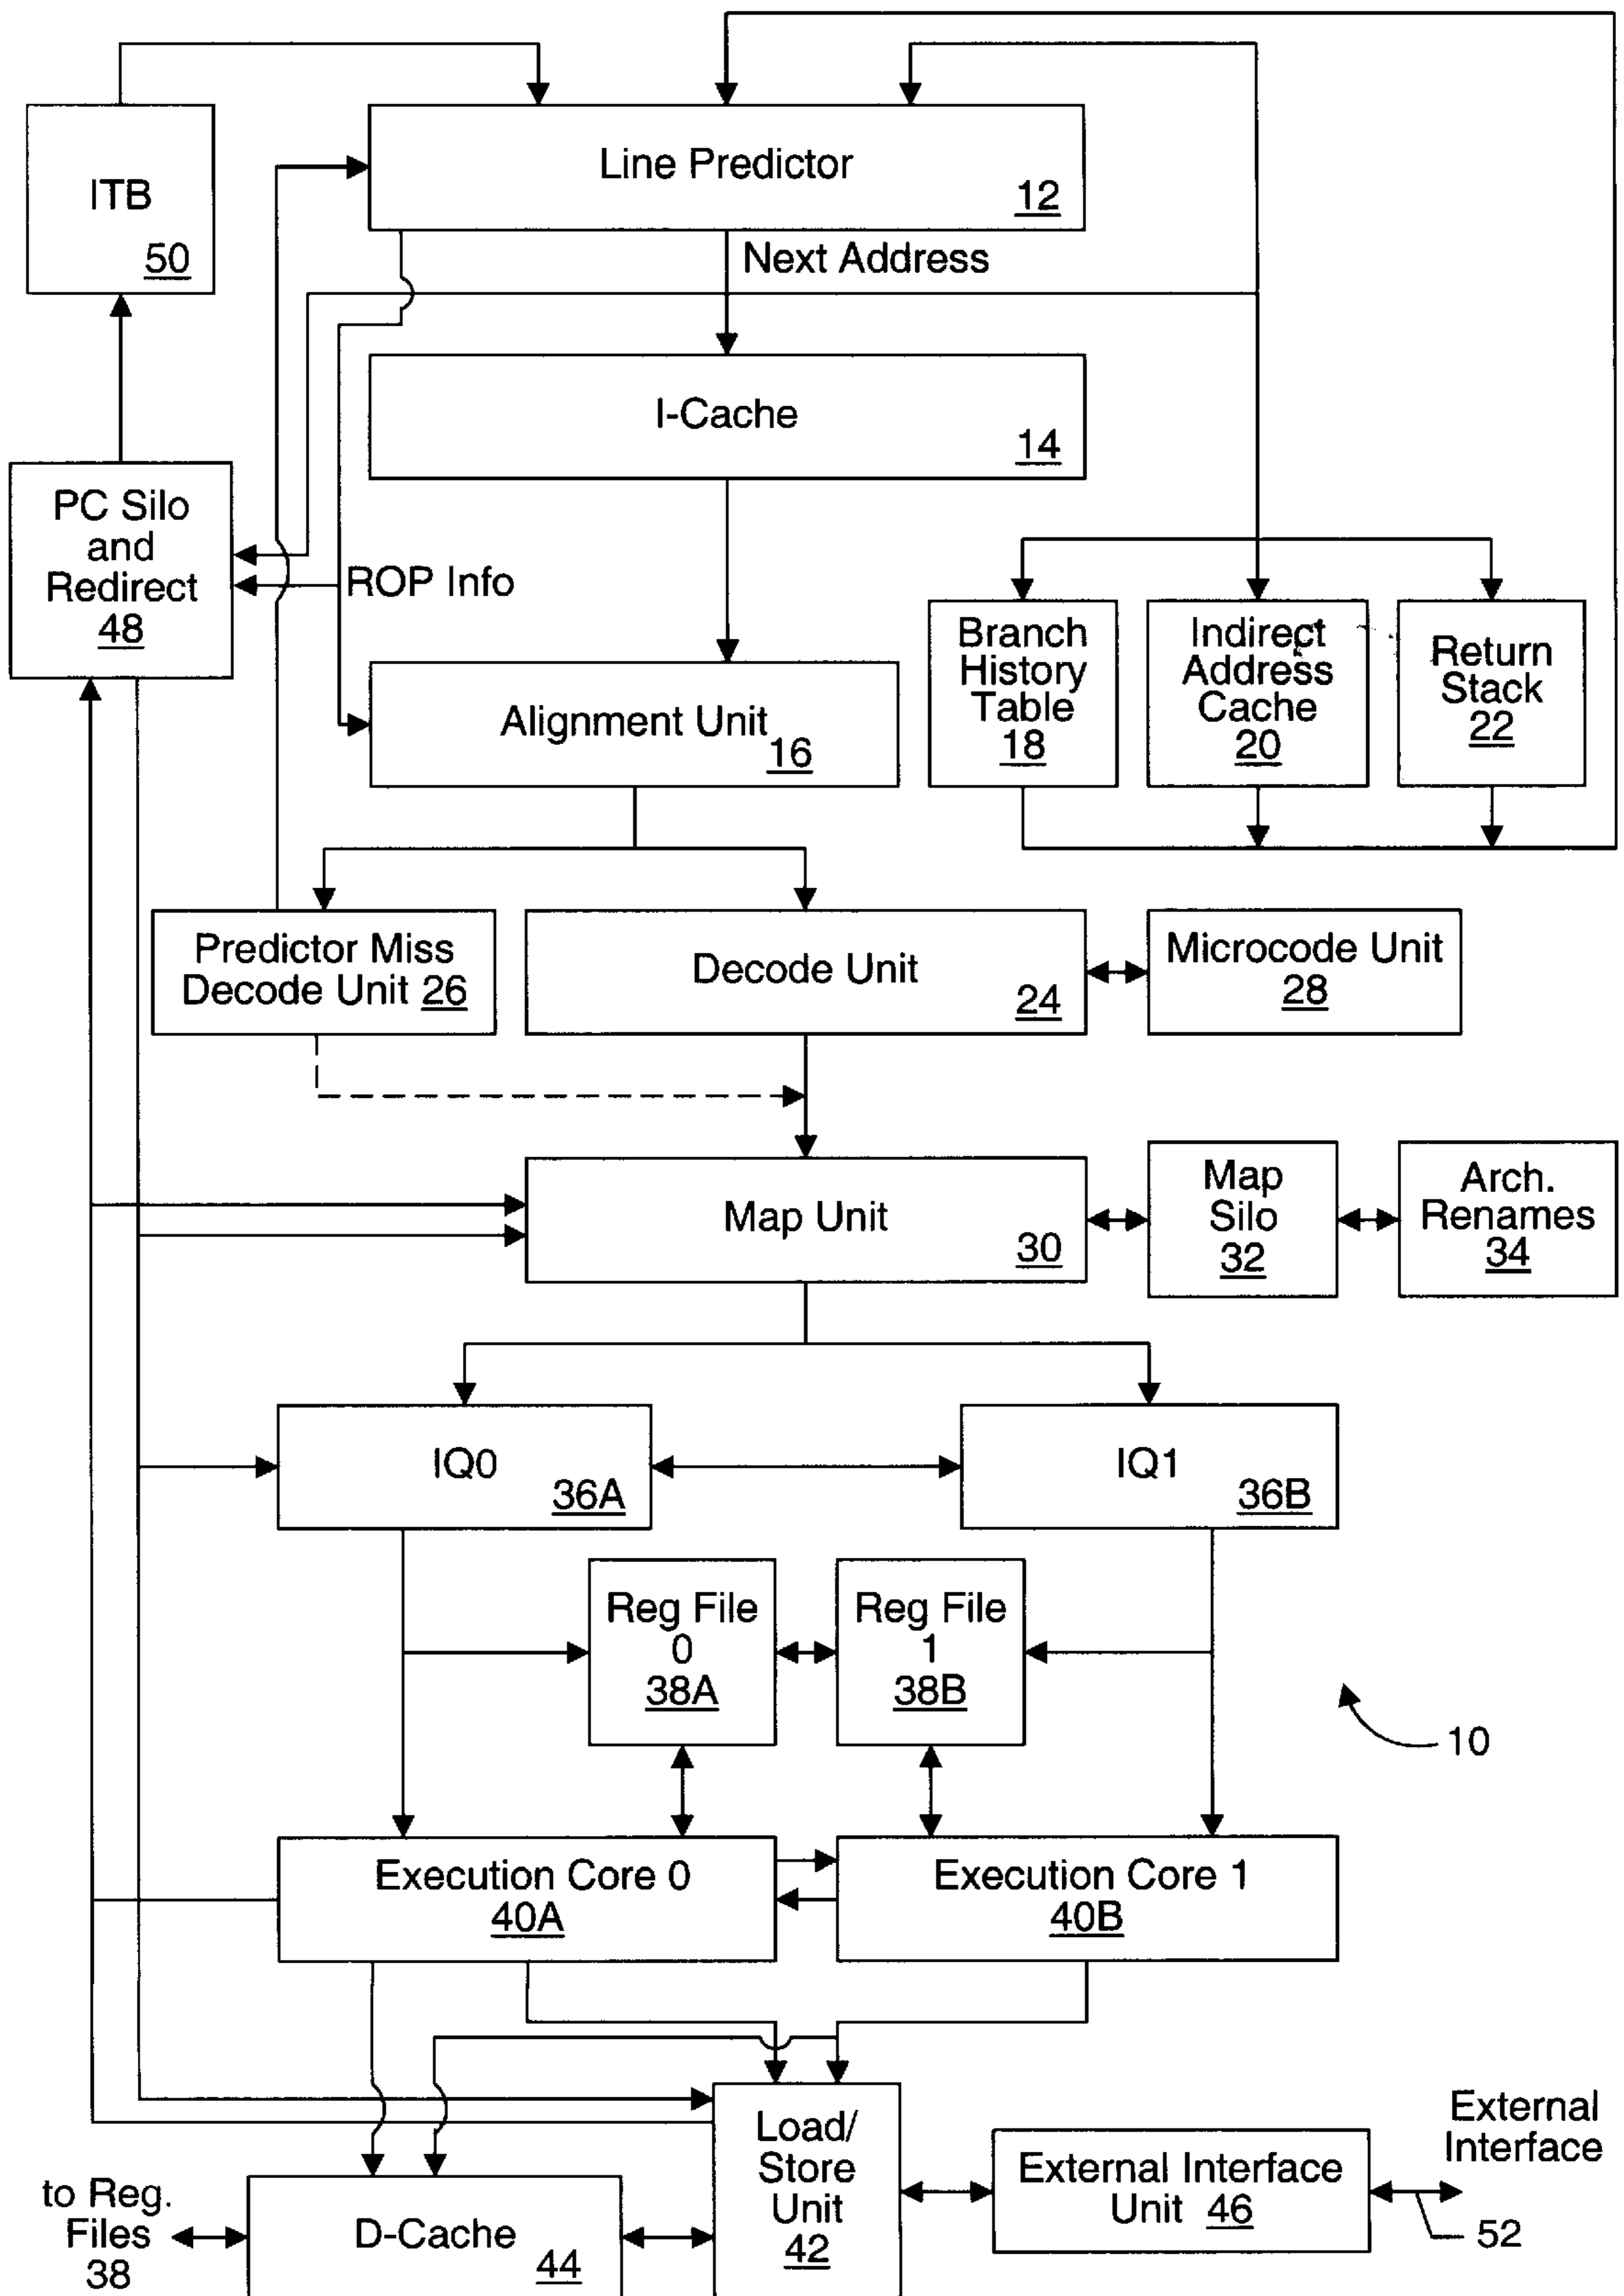 Line Predictor
12
ITB
50
Next Address
I-Cache
14
PC Silo
and
Redirect
48
ROP Info
Branch
History
Table
18
Indirect
Address
Cache
20
Return
Stack
22
Alignment Unit
16
Predictor Miss
Decode Unit 26
Decode Unit
24
Microcode Unit
28
Map Unit
30
Map
Silo
32
Arch.
Renames
34
IQ0
36A
IQ1
36B
Reg File
0
38A
Reg File
1
38B
10
Execution Core 0
40A
Execution Core 1
40B
Load/
Store
Unit
42
External
Interface
External Interface
Unit 46
52
to Reg.
Files
38
D-Cache
44